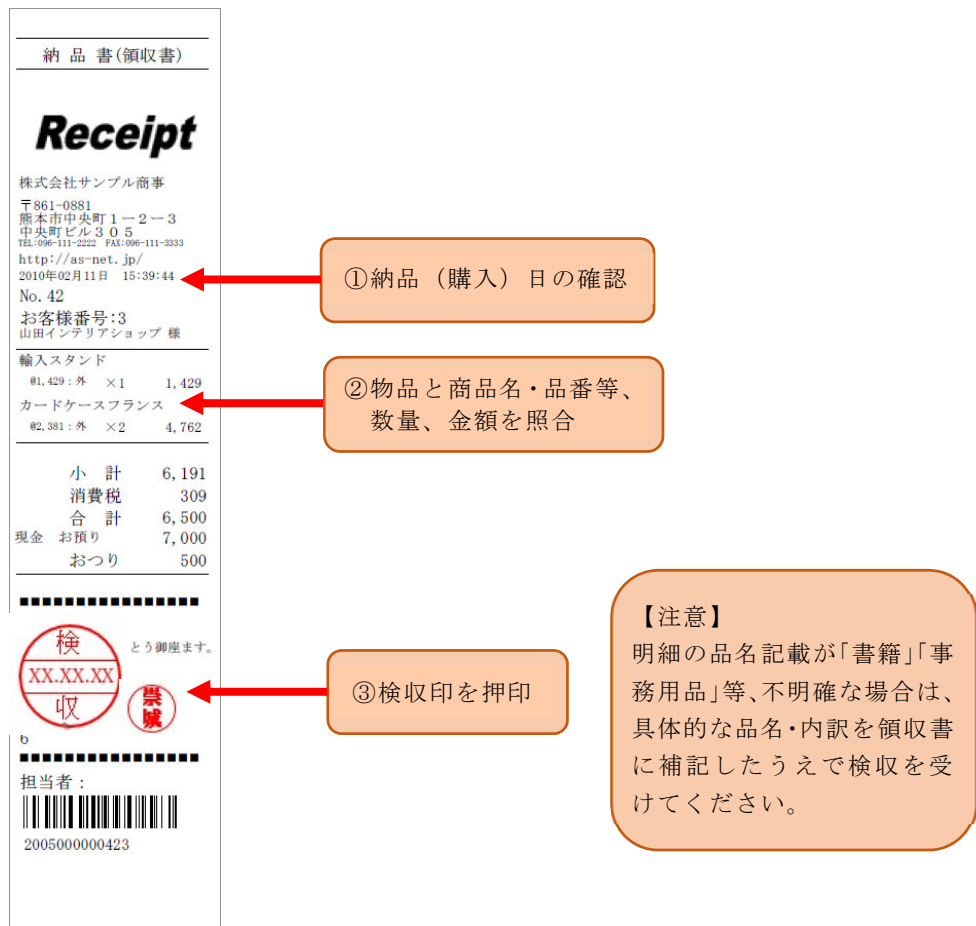 納 品 書(領収書)
Receipt
株式会社サンプル商事
〒861-0881
熊本市中央町1ー2ー3
中央町ビル305
TEL:096-111-2222 FAX:096-111-3333
http://as-net.jp/
2010年02月11日 15:39:44
No. 42
お客様番号:3
山田インテリアショップ 様
輸入スタンド
@1,429:外 ×1 1,429
カードケースフランス
@2,381:外 ×2 4,762
小 計 6,191
消費税 309
合 計 6,500
現金 お預り 7,000
おつり 500
検
XX.XX.XX
収
とう御座ます。
崇城
6
担当者:
2005000000423
①納品（購入）日の確認
②物品と商品名・品番等、
数量、金額を照合
③検収印を押印
【注意】
明細の品名記載が「書籍」「事
務用品」等、不明確な場合は、
具体的な品名・内訳を領収書
に補記したうえで検収を受
けてください。